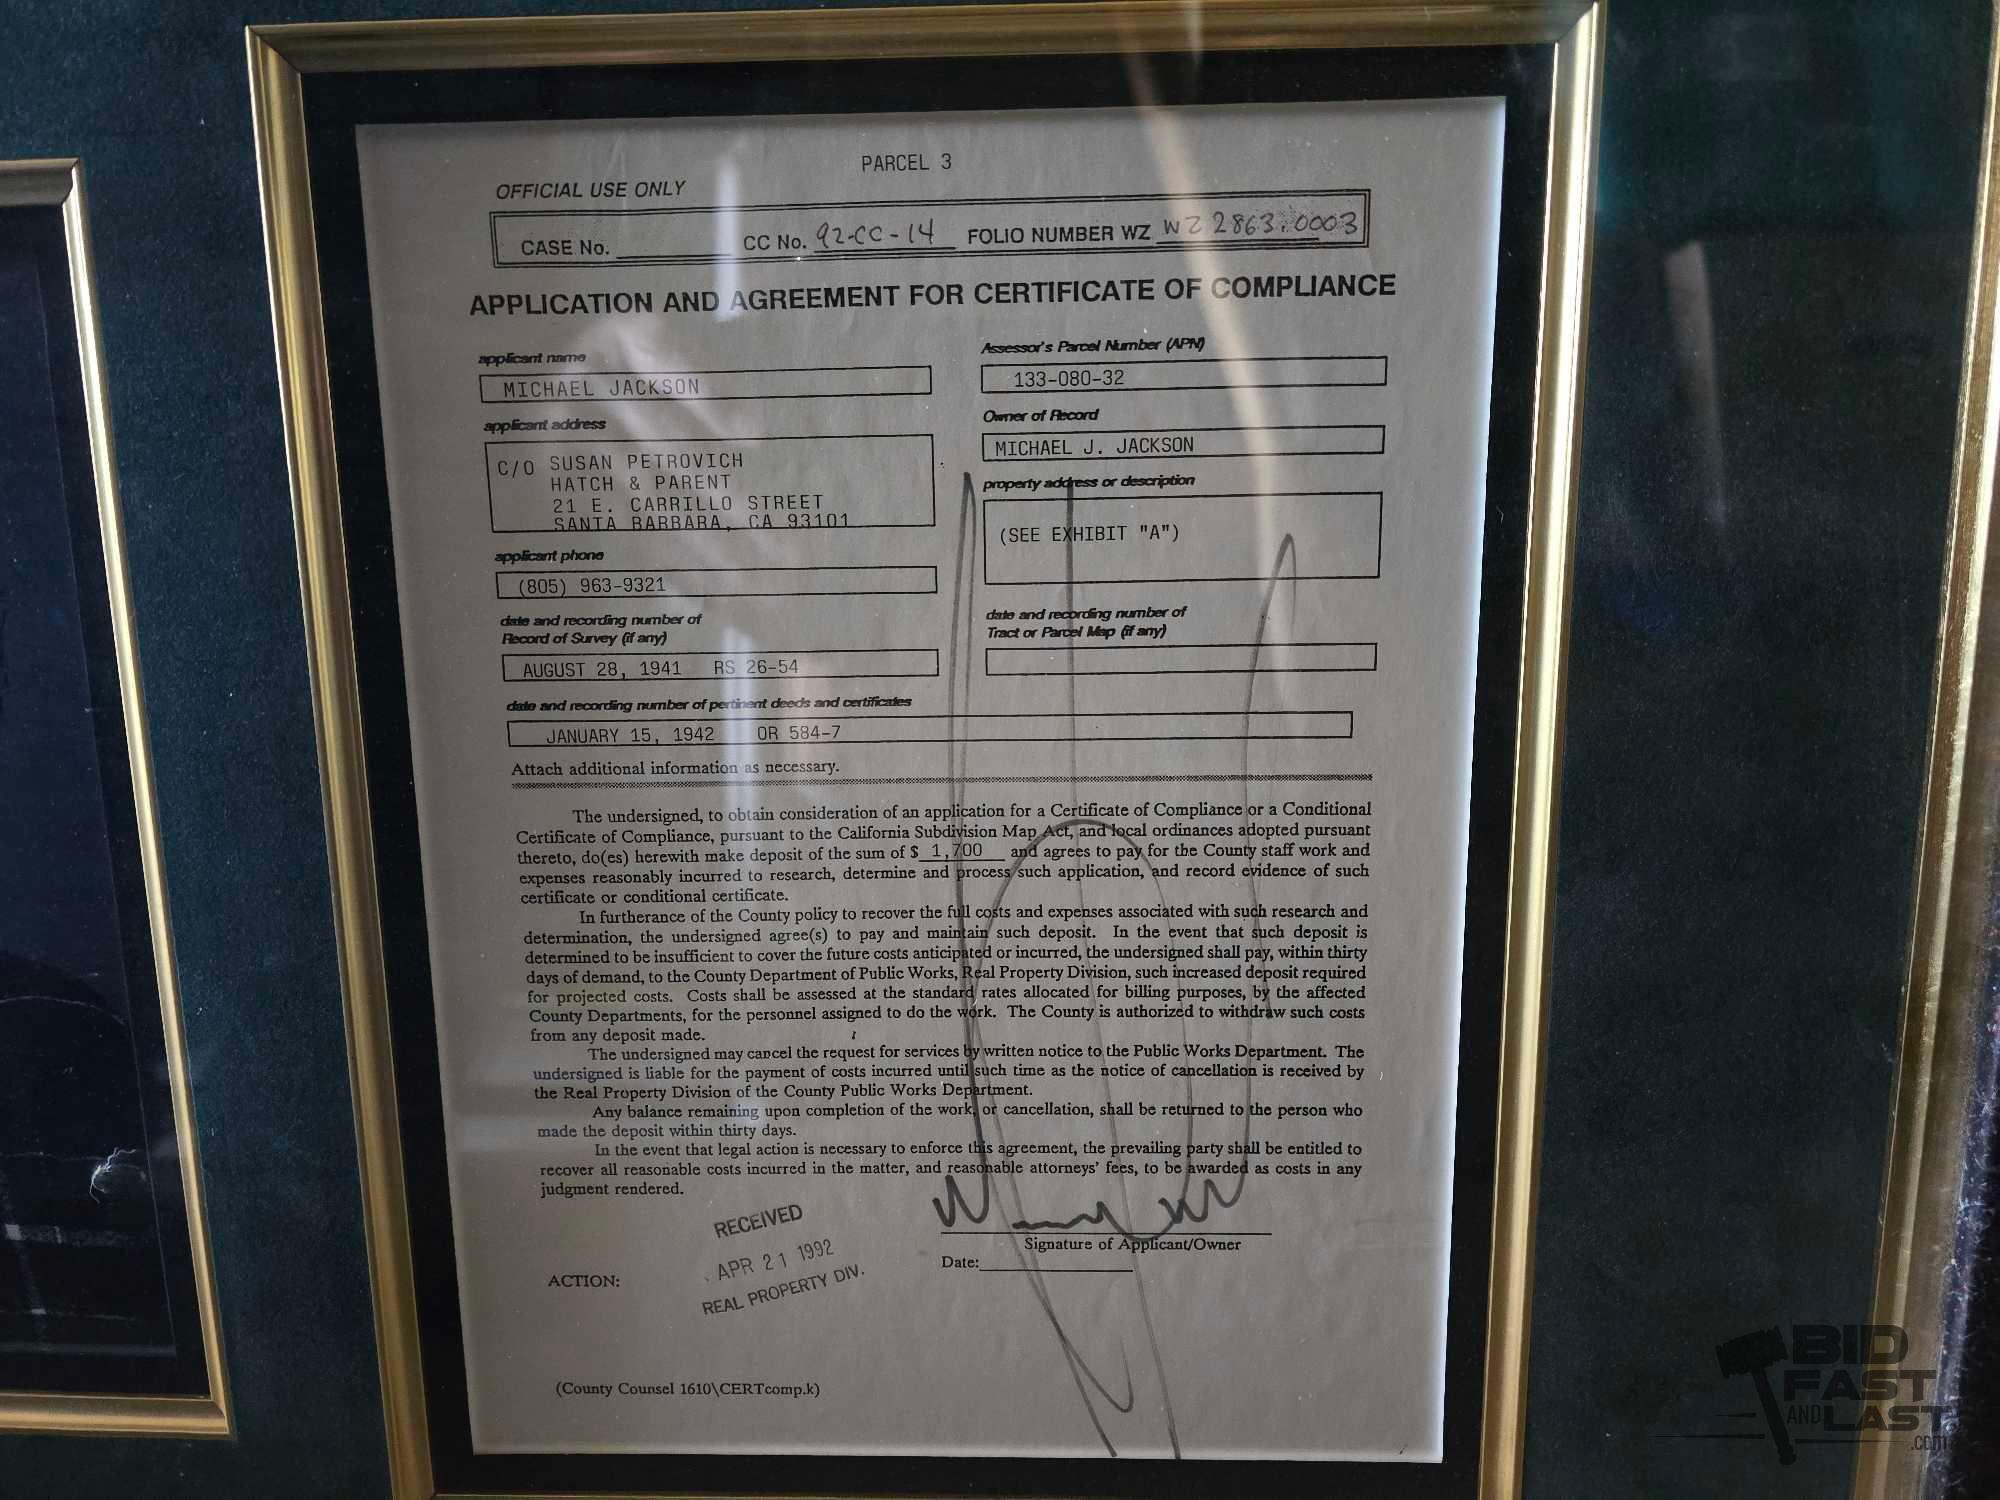 PARCEL 3
OFFICIAL USE ONLY
CASE No. CC No. 92-CC-14 FOLIO NUMBER WZ WZ 2863.0003
APPLICATION AND AGREEMENT FOR CERTIFICATE OF COMPLIANCE
applicant name
MICHAEL JACKSON
Assessor's Parcel Number (APN)
133-080-32
applicant address
C/O SUSAN PETROVICH
HATCH & PARENT
21 E. CARRILLO STREET
SANTA BARBARA, CA 93101
Owner of Record
MICHAEL J. JACKSON
property address or description
(SEE EXHIBIT "A")
applicant phone
(805) 963-9321
date and recording number of
Record of Survey (if any)
AUGUST 28, 1941 RS 26-54
date and recording number of
Tract or Parcel Map (if any)
date and recording number of pertinent deeds and certificates
JANUARY 15, 1942 OR 584-7
Attach additional information as necessary.
The undersigned, to obtain consideration of an application for a Certificate of Compliance or a Conditional
Certificate of Compliance, pursuant to the California Subdivision Map Act, and local ordinances adopted pursuant
thereto, do(es) herewith make deposit of the sum of $ 1,700 and agrees to pay for the County staff work and
expenses reasonably incurred to research, determine and process such application, and record evidence of such
certificate or conditional certificate.
In furtherance of the County policy to recover the full costs and expenses associated with such research and
determination, the undersigned agree(s) to pay and maintain such deposit. In the event that such deposit is
determined to be insufficient to cover the future costs anticipated or incurred, the undersigned shall pay, within thirty
days of demand, to the County Department of Public Works, Real Property Division, such increased deposit required
for projected costs. Costs shall be assessed at the standard rates allocated for billing purposes, by the affected
County Departments, for the personnel assigned to do the work. The County is authorized to withdraw such costs
from any deposit made.
The undersigned may cancel the request for services by written notice to the Public Works Department. The
undersigned is liable for the payment of costs incurred until such time as the notice of cancellation is received by
the Real Property Division of the County Public Works Department.
Any balance remaining upon completion of the work, or cancellation, shall be returned to the person who
made the deposit within thirty days.
In the event that legal action is necessary to enforce this agreement, the prevailing party shall be entitled to
recover all reasonable costs incurred in the matter, and reasonable attorneys' fees, to be awarded as costs in any
judgment rendered.
Signature of Applicant/Owner
Date:
ACTION:
RECEIVED
APR 21 1992
REAL PROPERTY DIV.
(County Counsel 1610\CERTcomp.k)
BID
FAST
AND LAST
.com